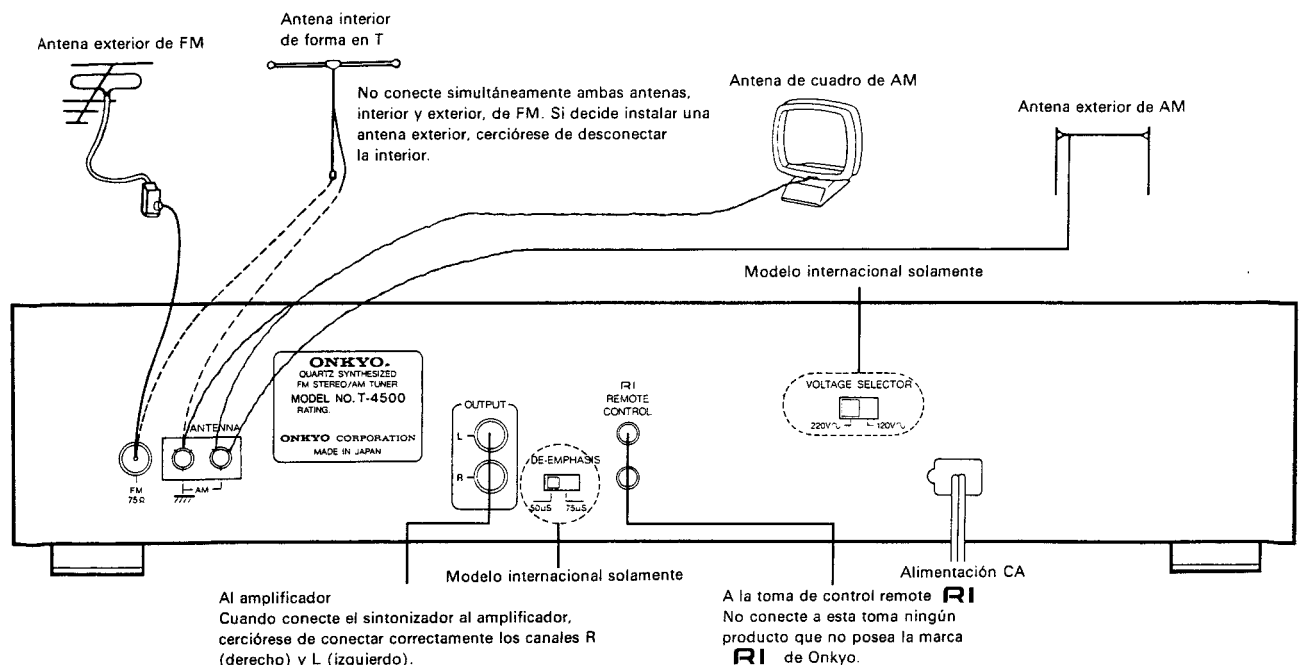 Antena interior
de forma en T
Antena exterior de FM
No conecte simultáneamente ambas antenas,
interior y exterior, de FM. Si decide instalar una
antena exterior, cerciórese de desconectar
la interior.
Antena de cuadro de AM
Antena exterior de AM
Modelo internacional solamente
ONKYO.
QUARTZ SYNTHESIZED
FM STEREO/AM TUNER
MODEL NO. T-4500
RATING:
ONKYO CORPORATION
MADE IN JAPAN
ANTENNA
FM
75Ω
AM
OUTPUT
L
R
DE-EMPHASIS
50uS 75uS
RI
REMOTE
CONTROL
VOLTAGE SELECTOR
220V∿ 120V∿
Modelo internacional solamente
Alimentación CA
Al amplificador
Cuando conecte el sintonizador al amplificador,
cerciórese de conectar correctamente los canales R
(derecho) y L (izquierdo).
A la toma de control remote RI
No conecte a esta toma ningún
producto que no posea la marca
RI de Onkyo.